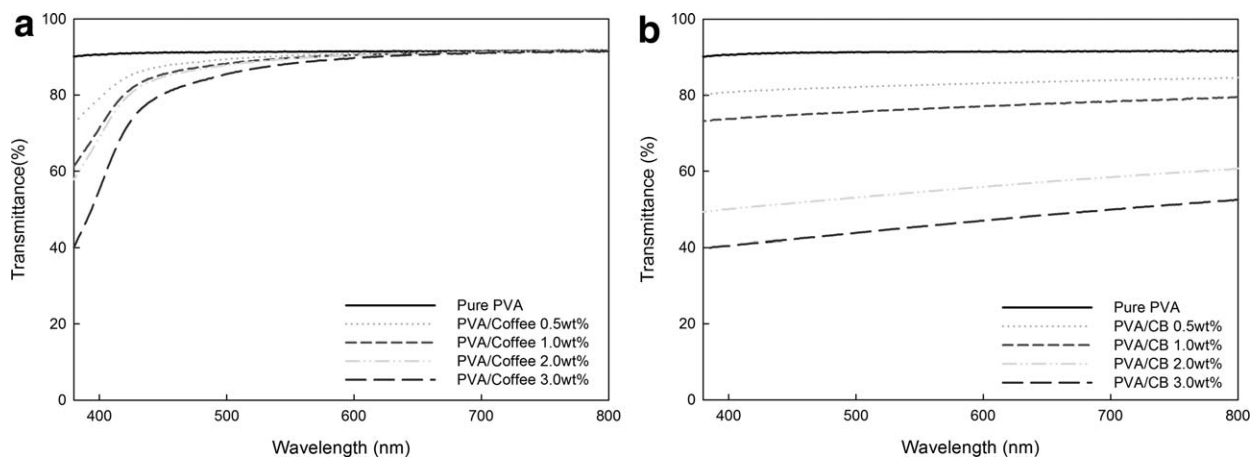 a
100
80
60
40
20
0
Transmittance(%)
Pure PVA
PVA/Coffee 0.5wt%
PVA/Coffee 1.0wt%
PVA/Coffee 2.0wt%
PVA/Coffee 3.0wt%
400 500 600 700 800
Wavelength (nm)
b
100
80
60
40
20
0
Transmittance (%)
Pure PVA
PVA/CB 0.5wt%
PVA/CB 1.0wt%
PVA/CB 2.0wt%
PVA/CB 3.0wt%
400 500 600 700 800
Wavelength (nm)